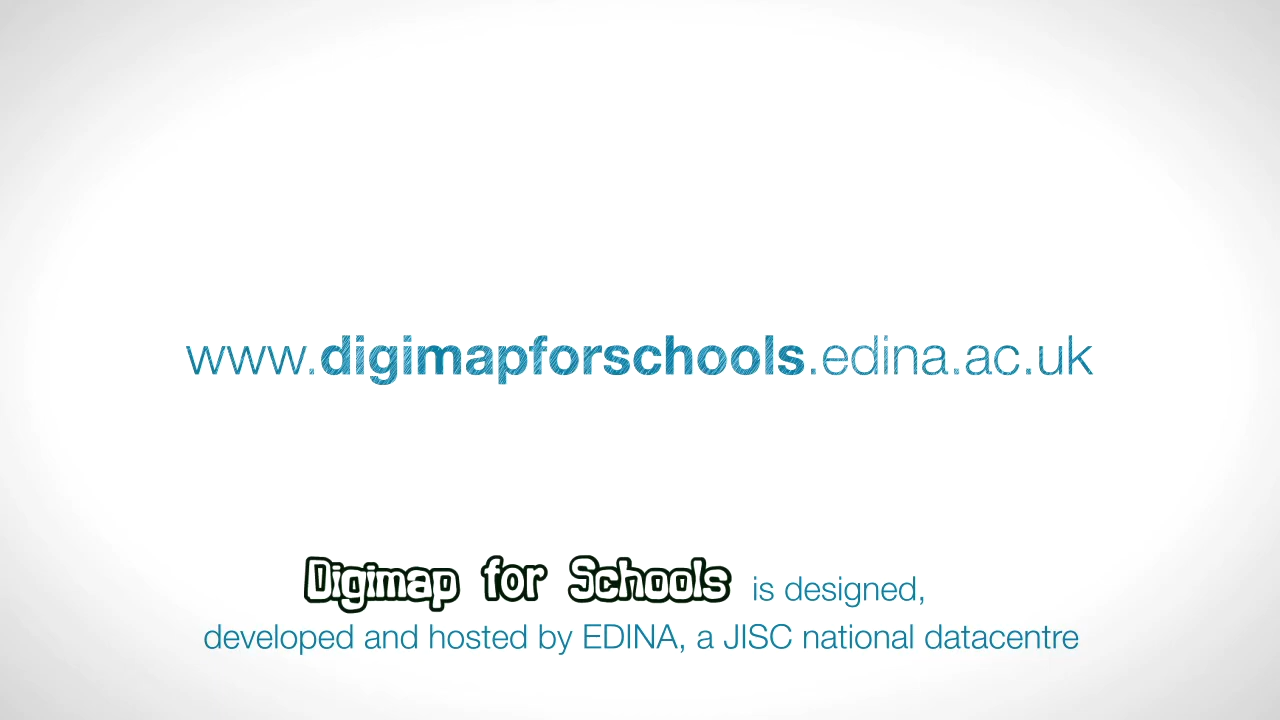 www.digimapforschools.edina.ac.uk
Digimap for Schools is designed,
developed and hosted by EDINA, a JISC national datacentre